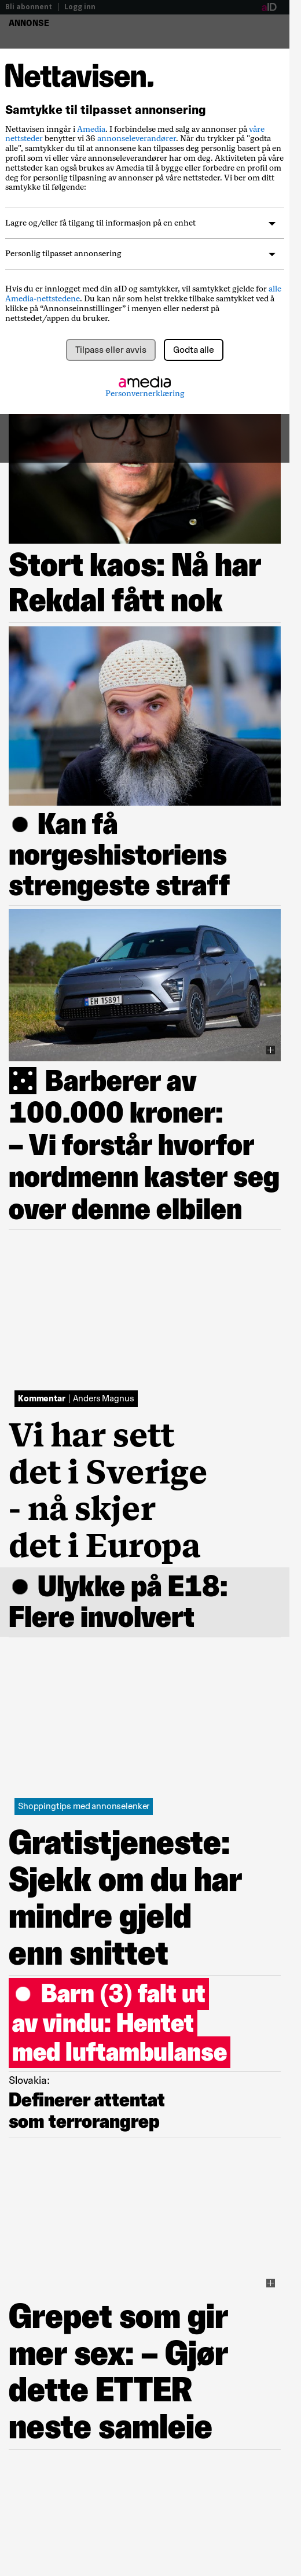 Bli abonnent | Logg inn
aID
ANNONSE
Nettavisen.
Samtykke til tilpasset annonsering
Nettavisen inngår i Amedia. I forbindelse med salg av annonser på våre
nettsteder benytter vi 36 annonseleverandører. Når du trykker på "godta
alle", samtykker du til at annonsene kan tilpasses deg personlig basert på en
profil som vi eller våre annonseleverandører har om deg. Aktiviteten på våre
nettsteder kan også brukes av Amedia til å bygge eller forbedre en profil om
deg for personlig tilpasning av annonser på våre nettsteder. Vi ber om ditt
samtykke til følgende:
Lagre og/eller få tilgang til informasjon på en enhet
Personlig tilpasset annonsering
Hvis du er innlogget med din aID og samtykker, vil samtykket gjelde for alle
Amedia-nettstedene. Du kan når som helst trekke tilbake samtykket ved å
klikke på “Annonseinnstillinger” i menyen eller nederst på
nettstedet/appen du bruker.
Tilpass eller avvis
Godta alle
amedia
Personvernerklæring
Stort kaos: Nå har
Rekdal fått nok
Kan få
norgeshistoriens
strengeste straff
EH 15891
Barberer av
100.000 kroner:
– Vi forstår hvorfor
nordmenn kaster seg
over denne elbilen
Kommentar | Anders Magnus
Vi har sett
det i Sverige
- nå skjer
det i Europa
Ulykke på E18:
Flere involvert
Shoppingtips med annonselenker
Gratistjeneste:
Sjekk om du har
mindre gjeld
enn snittet
Barn (3) falt ut
av vindu: Hentet
med luftambulanse
Slovakia:
Definerer attentat
som terrorangrep
Grepet som gir
mer sex: – Gjør
dette ETTER
neste samleie